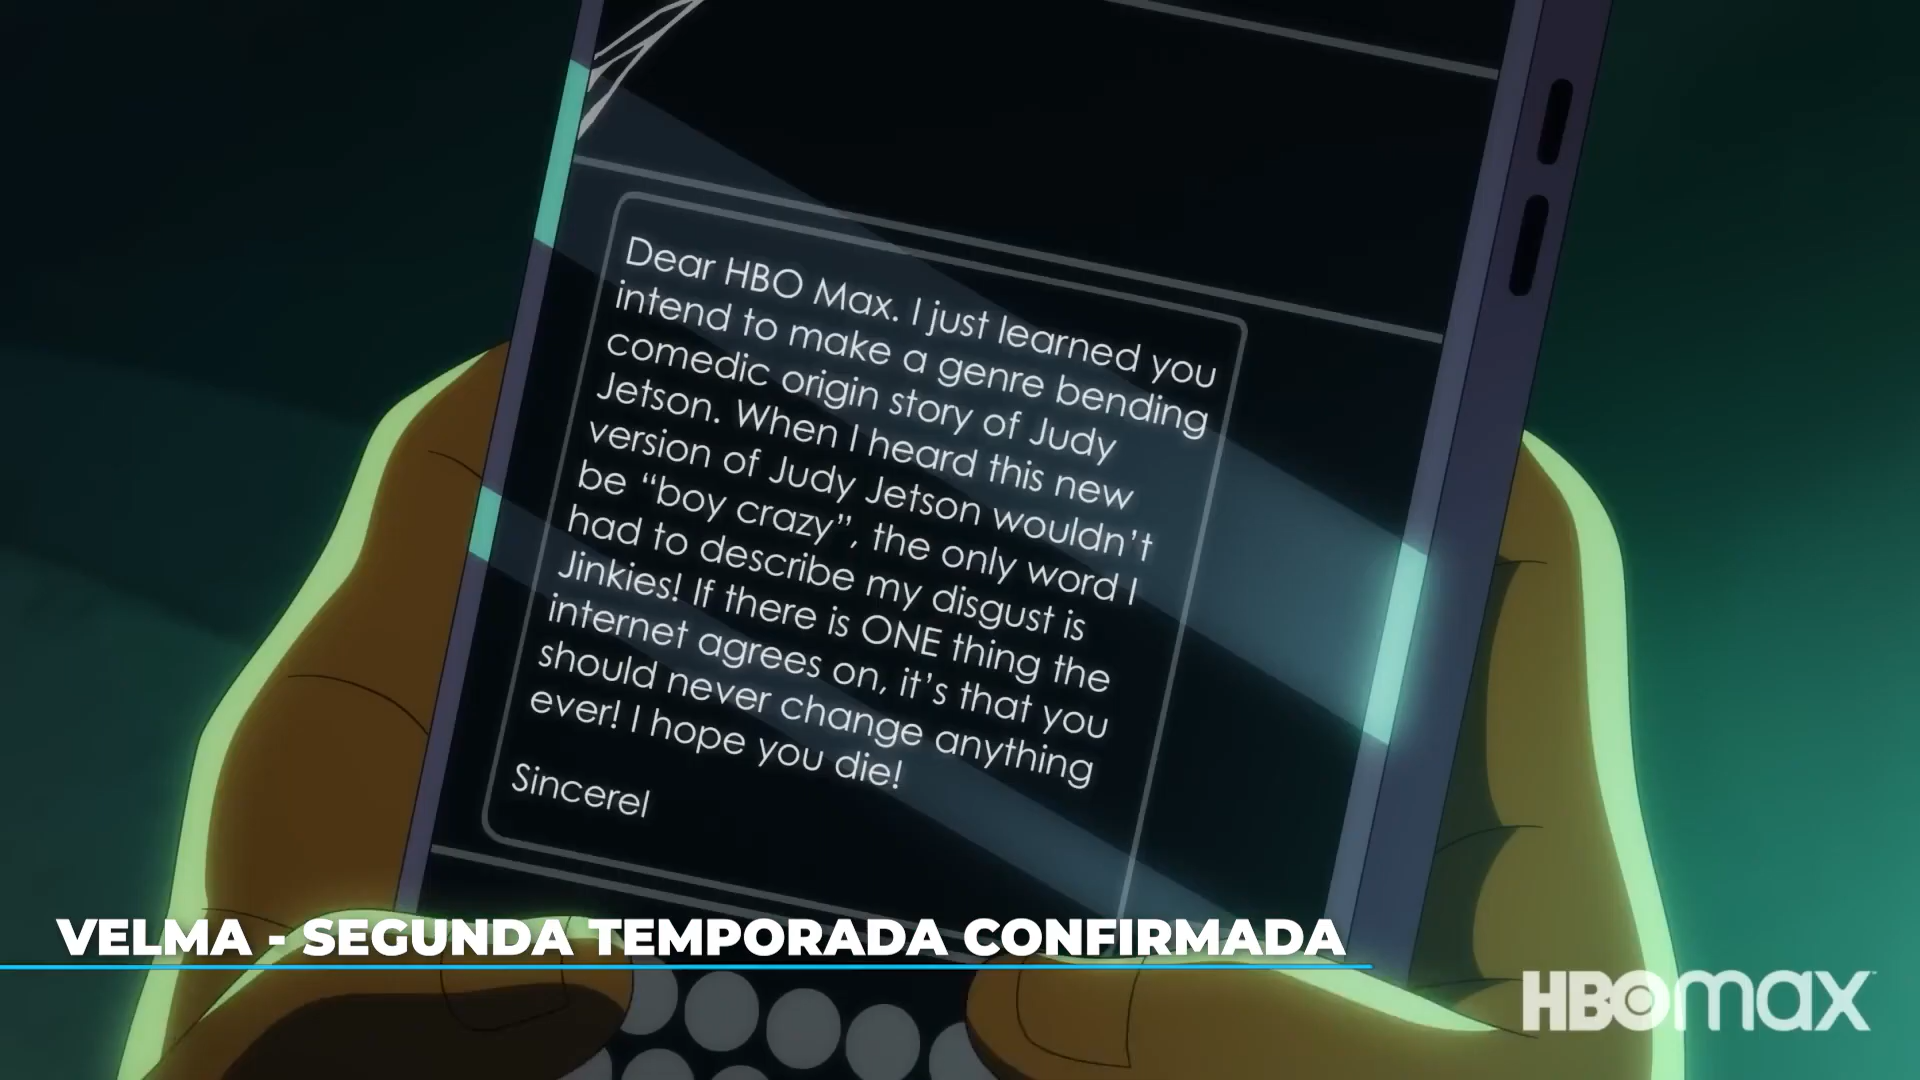 Dear HBO Max. I just learned you
intend to make a genre bending
comedic origin story of Judy
Jetson. When I heard this new
version of Judy Jetson wouldn't
be “boy crazy”, the only word I
had to describe my disgust is
Jinkies! If there is ONE thing the
internet agrees on, it's that you
should never change anything
ever! I hope you die!
Sincerel
VELMA - SEGUNDA TEMPORADA CONFIRMADA
HBOmax